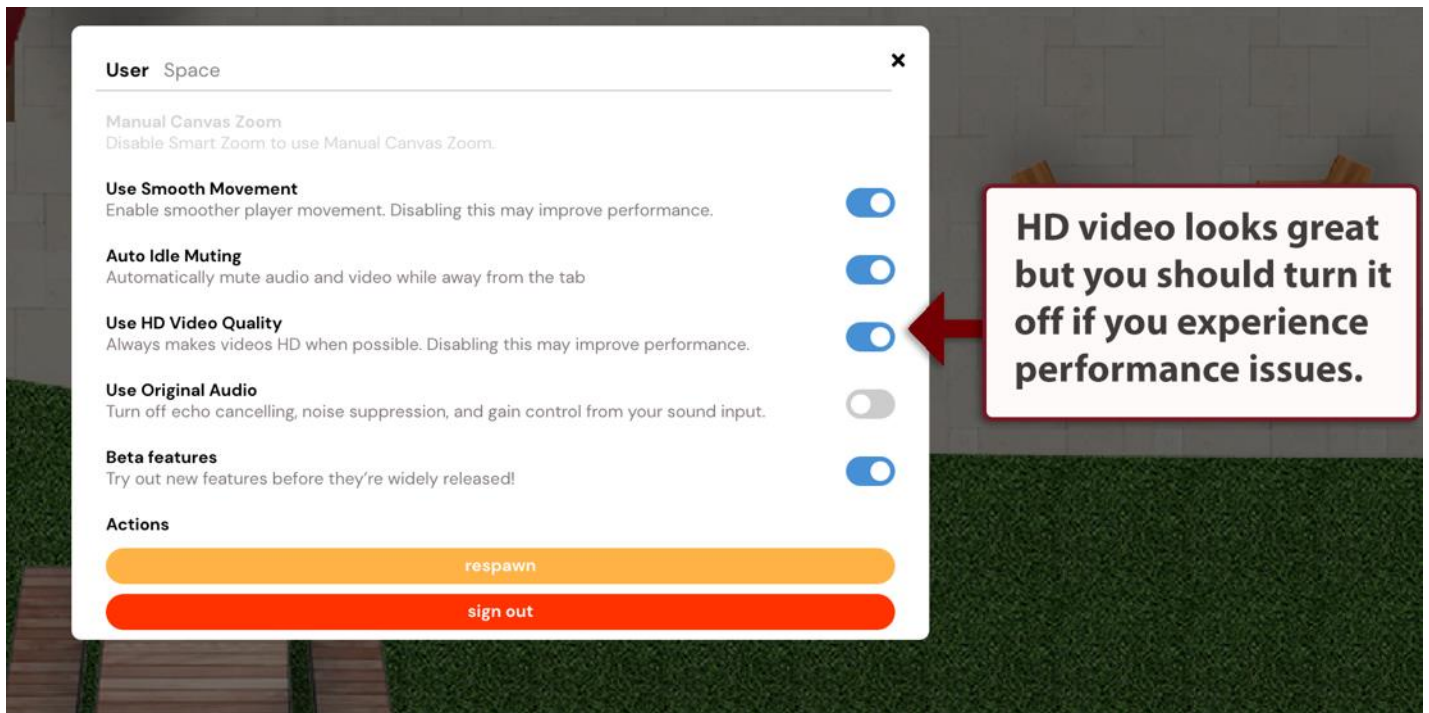 User Space
Manual Canvas Zoom
Disable Smart Zoom to use Manual Canvas Zoom.
Use Smooth Movement
Enable smoother player movement. Disabling this may improve performance.
Auto Idle Muting
Automatically mute audio and video while away from the tab
Use HD Video Quality
Always makes videos HD when possible. Disabling this may improve performance.
Use Original Audio
Turn off echo cancelling, noise suppression, and gain control from your sound input.
Beta features
Try out new features before they’re widely released!
Actions
respawn
sign out
HD video looks great
but you should turn it
off if you experience
performance issues.